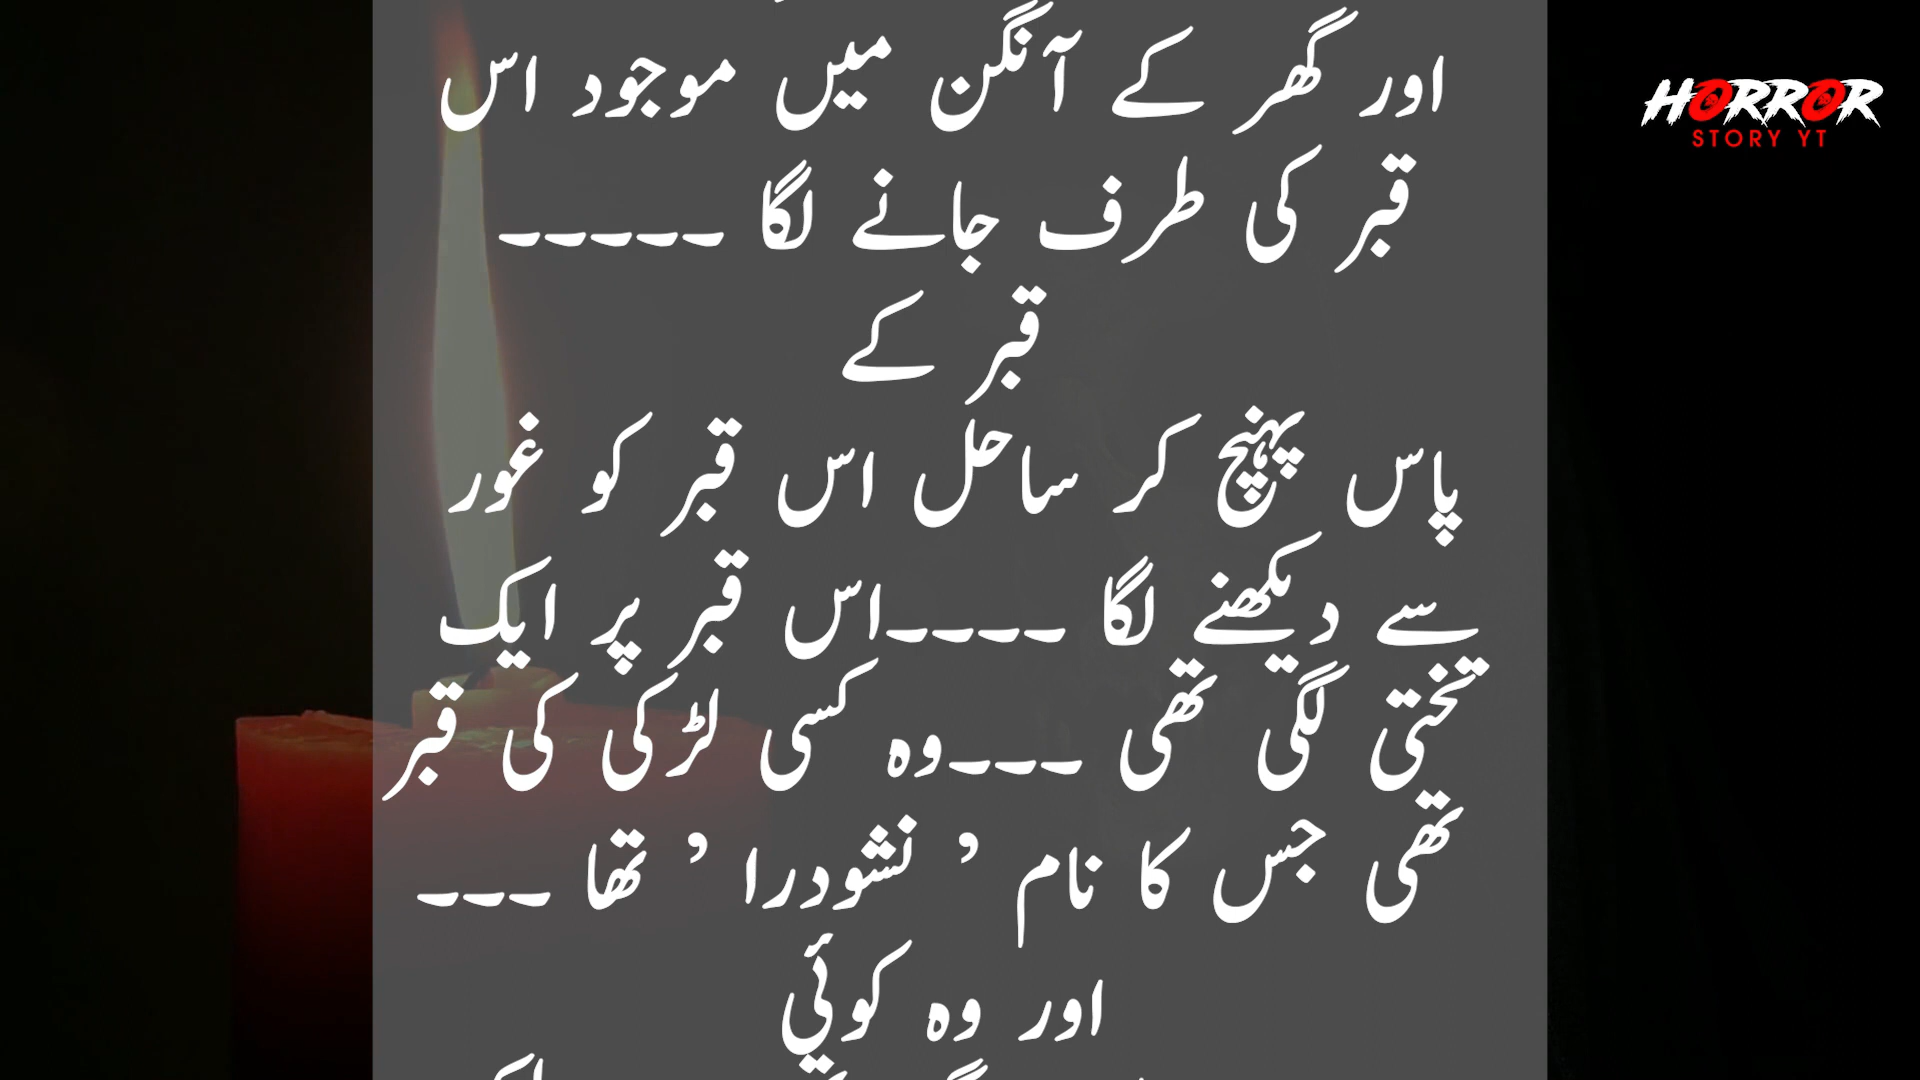 اور گھر کے آنگن میں موجود اس
قبر کی طرف جانے لگا ۔۔۔۔۔
قبر کے
پاس پہنچ کر ساحل اس قبر کو غور
سے دیکھنے لگا ۔۔۔۔اس قبر پر ایک
تختی لگی تھی ۔۔۔وہ کسی لڑکی کی قبر
تھی جس کا نام ’ نشودرا ’ تھا ۔۔۔
اور وہ کوئی
HORROR
STORY YT